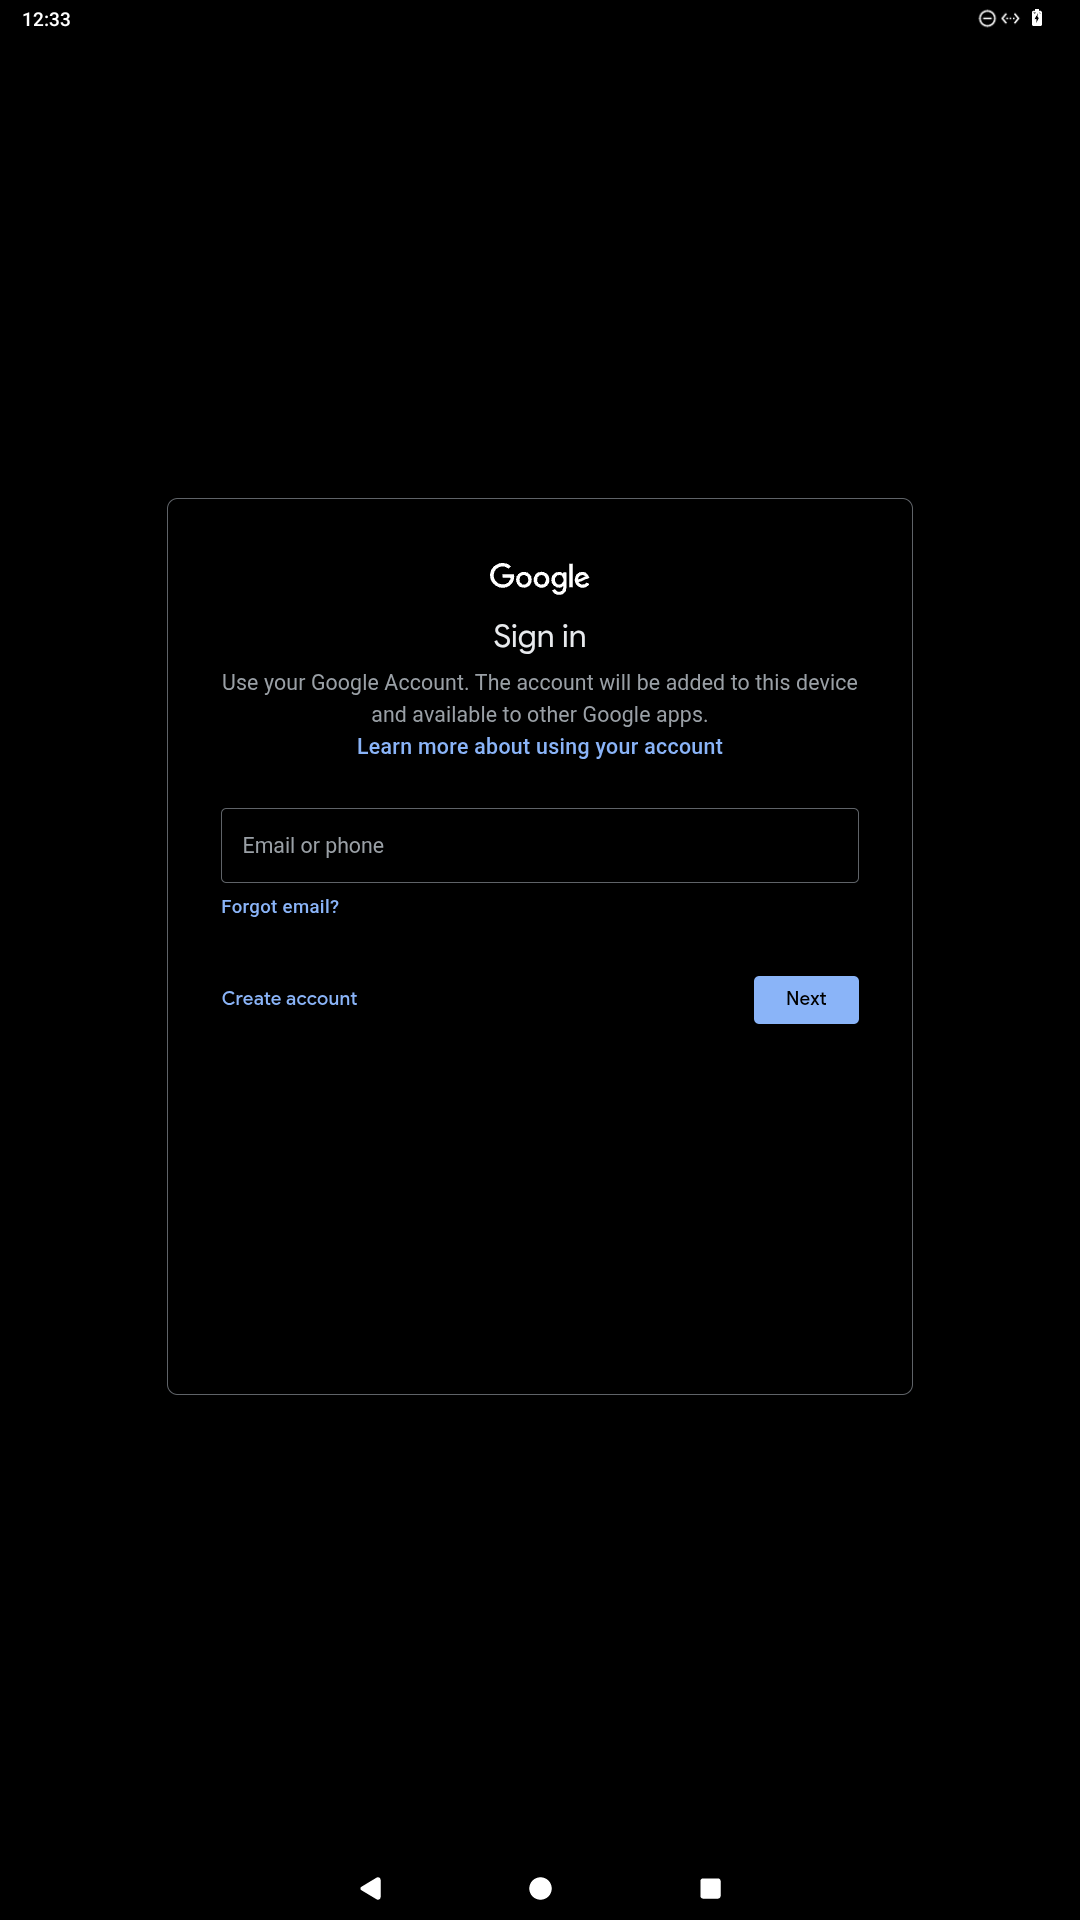 12:33
Google
Sign in
Use your Google Account. The account will be added to this device
and available to other Google apps.
Learn more about using your account
Email or phone
Forgot email?
Create account
Next